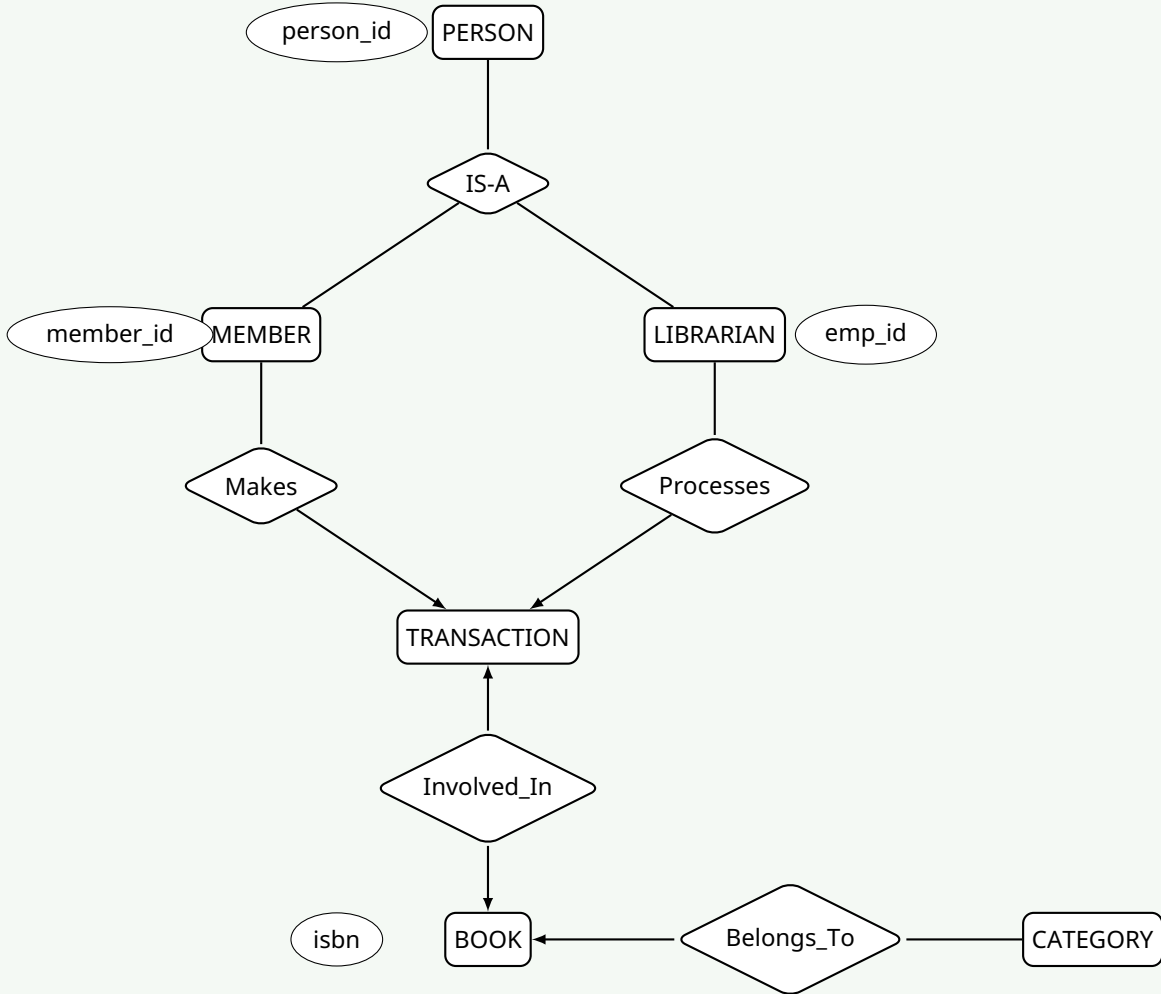 person_id
PERSON
IS-A
member_id
MEMBER
LIBRARIAN
emp_id
Makes
Processes
TRANSACTION
Involved_In
isbn
BOOK
Belongs_To
CATEGORY